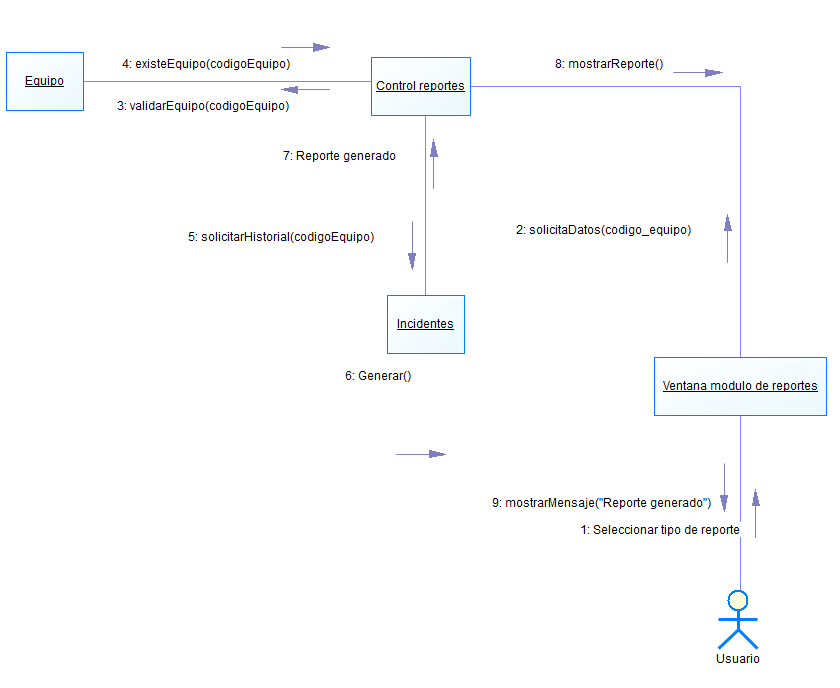 4: existeEquipo(codigoEquipo)
8: mostrarReporte()
Equipo
Control reportes
3: validarEquipo(codigoEquipo)
7: Reporte generado
5: solicitarHistorial(codigoEquipo)
2: solicitaDatos(codigo_equipo)
Incidentes
6: Generar()
Ventana modulo de reportes
9: mostrarMensaje("Reporte generado")
1: Seleccionar tipo de reporte
Usuario